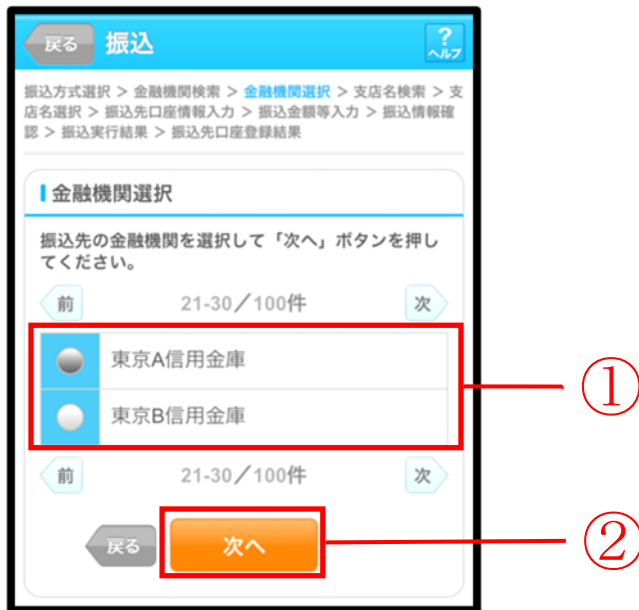 戻る 振込 ? ヘルプ
振込方式選択 > 金融機関検索 > 金融機関選択 > 支店名検索 > 支
店名選択 > 振込先口座情報入力 > 振込金額等入力 > 振込情報確
認 > 振込実行結果 > 振込先口座登録結果
金融機関選択
振込先の金融機関を選択して「次へ」ボタンを押し
てください。
前 21-30／100件 次
東京A信用金庫
①
東京B信用金庫
前 21-30／100件 次
戻る 次へ ②